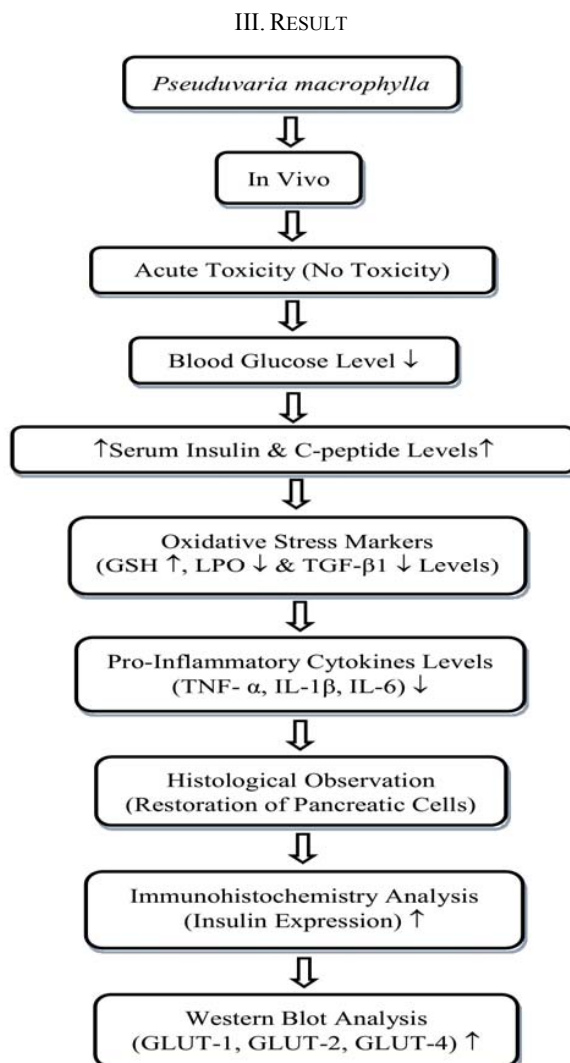 III. RESULT
Pseuduvaria macrophylla
In Vivo
Acute Toxicity (No Toxicity)
Blood Glucose Level ↓
↑Serum Insulin & C-peptide Levels↑
Oxidative Stress Markers
(GSH ↑, LPO ↓ & TGF-β1 ↓ Levels)
Pro-Inflammatory Cytokines Levels
(TNF- α, IL-1β, IL-6) ↓
Histological Observation
(Restoration of Pancreatic Cells)
Immunohistochemistry Analysis
(Insulin Expression) ↑
Western Blot Analysis
(GLUT-1, GLUT-2, GLUT-4) ↑